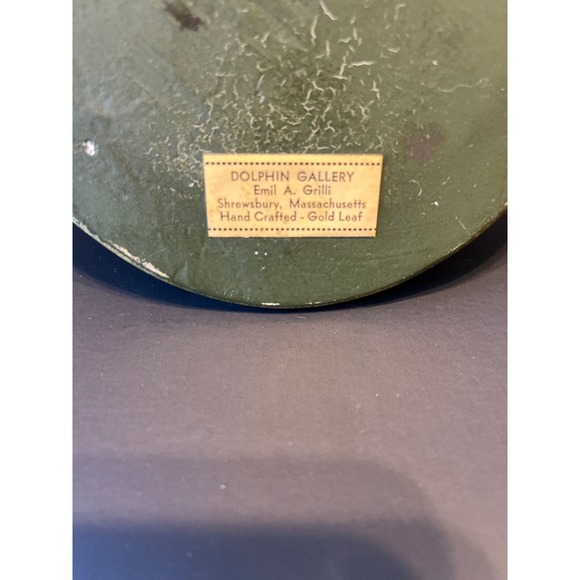 DOLPHIN GALLERY
Emil A. Grilli
Shrewsbury, Massachusetts
Hand Crafted - Gold Leaf